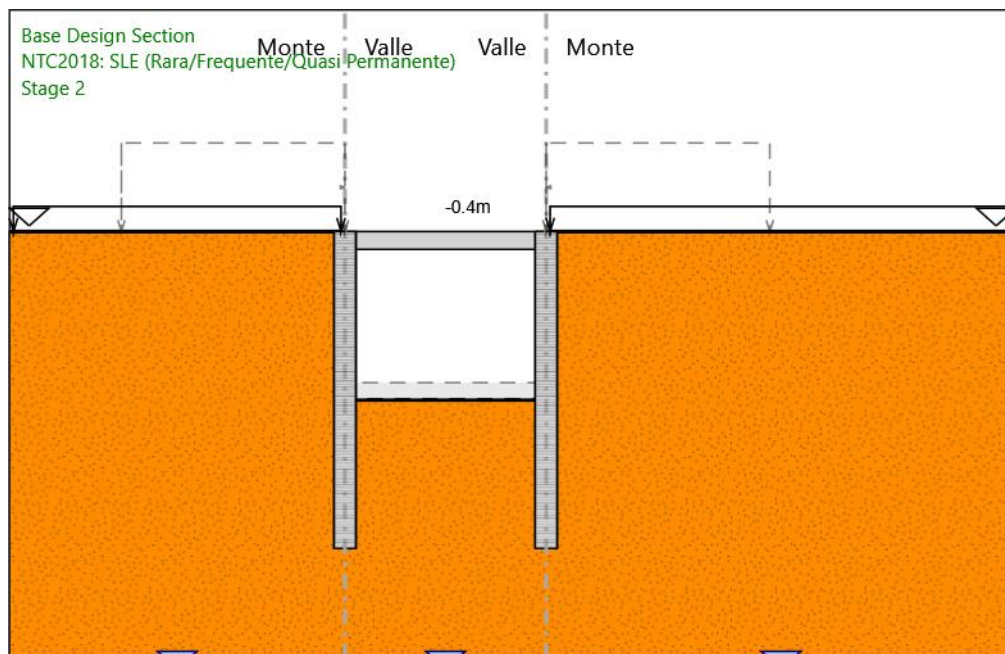 Base Design Section
Monte Valle Valle Monte
NTC2018: SLE (Rara/Frequente/Quasi Permanente)
Stage 2
-0.4m